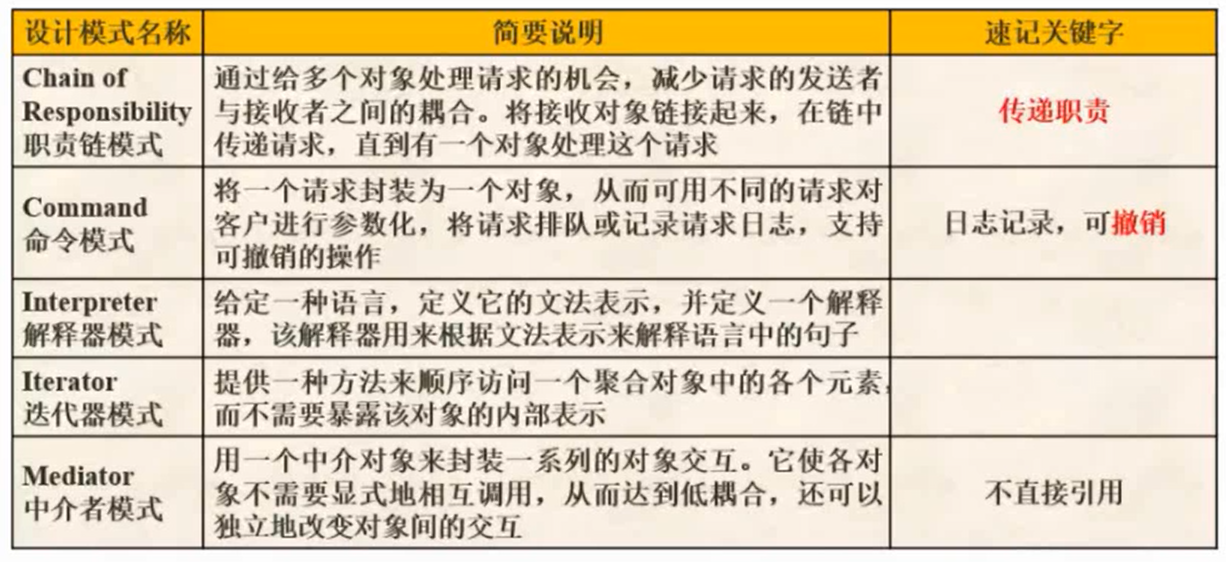 设计模式名称
简要说明
速记关键字
Chain of
Responsibility
职责链模式
通过给多个对象处理请求的机会，减少请求的发送者
与接收者之间的耦合。将接收对象链接起来，在链中
传递请求，直到有一个对象处理这个请求
传递职责
Command
命令模式
将一个请求封装为一个对象，从而可用不同的请求对
客户进行参数化，将请求排队或记录请求日志，支持
可撤销的操作
日志记录，可撤销
Interpreter
解释器模式
给定一种语言，定义它的文法表示，并定义一个解释
器，该解释器用来根据文法表示来解释语言中的句子
Iterator
迭代器模式
提供一种方法来顺序访问一个聚合对象中的各个元素，
而不需要暴露该对象的内部表示
Mediator
中介者模式
用一个中介对象来封装一系列的对象交互。它使各对
象不需要显式地相互调用，从而达到低耦合，还可以
独立地改变对象间的交互
不直接引用